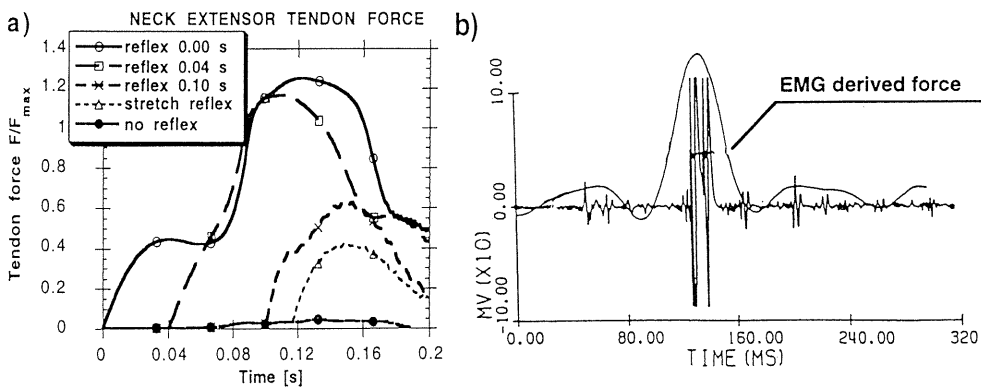 a)
NECK EXTENSOR TENDON FORCE
reflex 0.00 s
reflex 0.04 s
reflex 0.10 s
stretch reflex
no reflex
Tendon force F/Fmax
1.4
1.2
1
0.8
0.6
0.4
0.2
0
0 0.04 0.08 0.12 0.16 0.2
Time [s]
b)
EMG derived force
MV (X10)
10.00
0.00
-10.00
-0.00 80.00 160.00 240.00 320
TIME (MS)